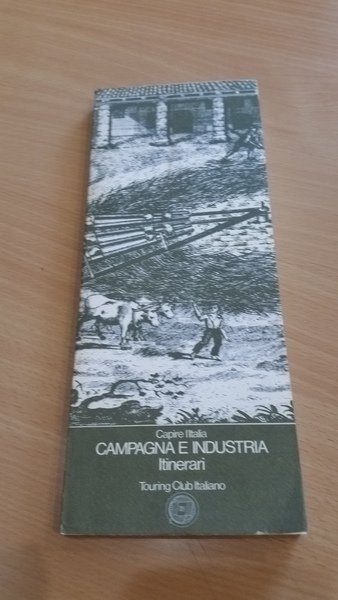 Capire l'Italia
CAMPAGNA E INDUSTRIA
Itinerari
Touring Club Italiano